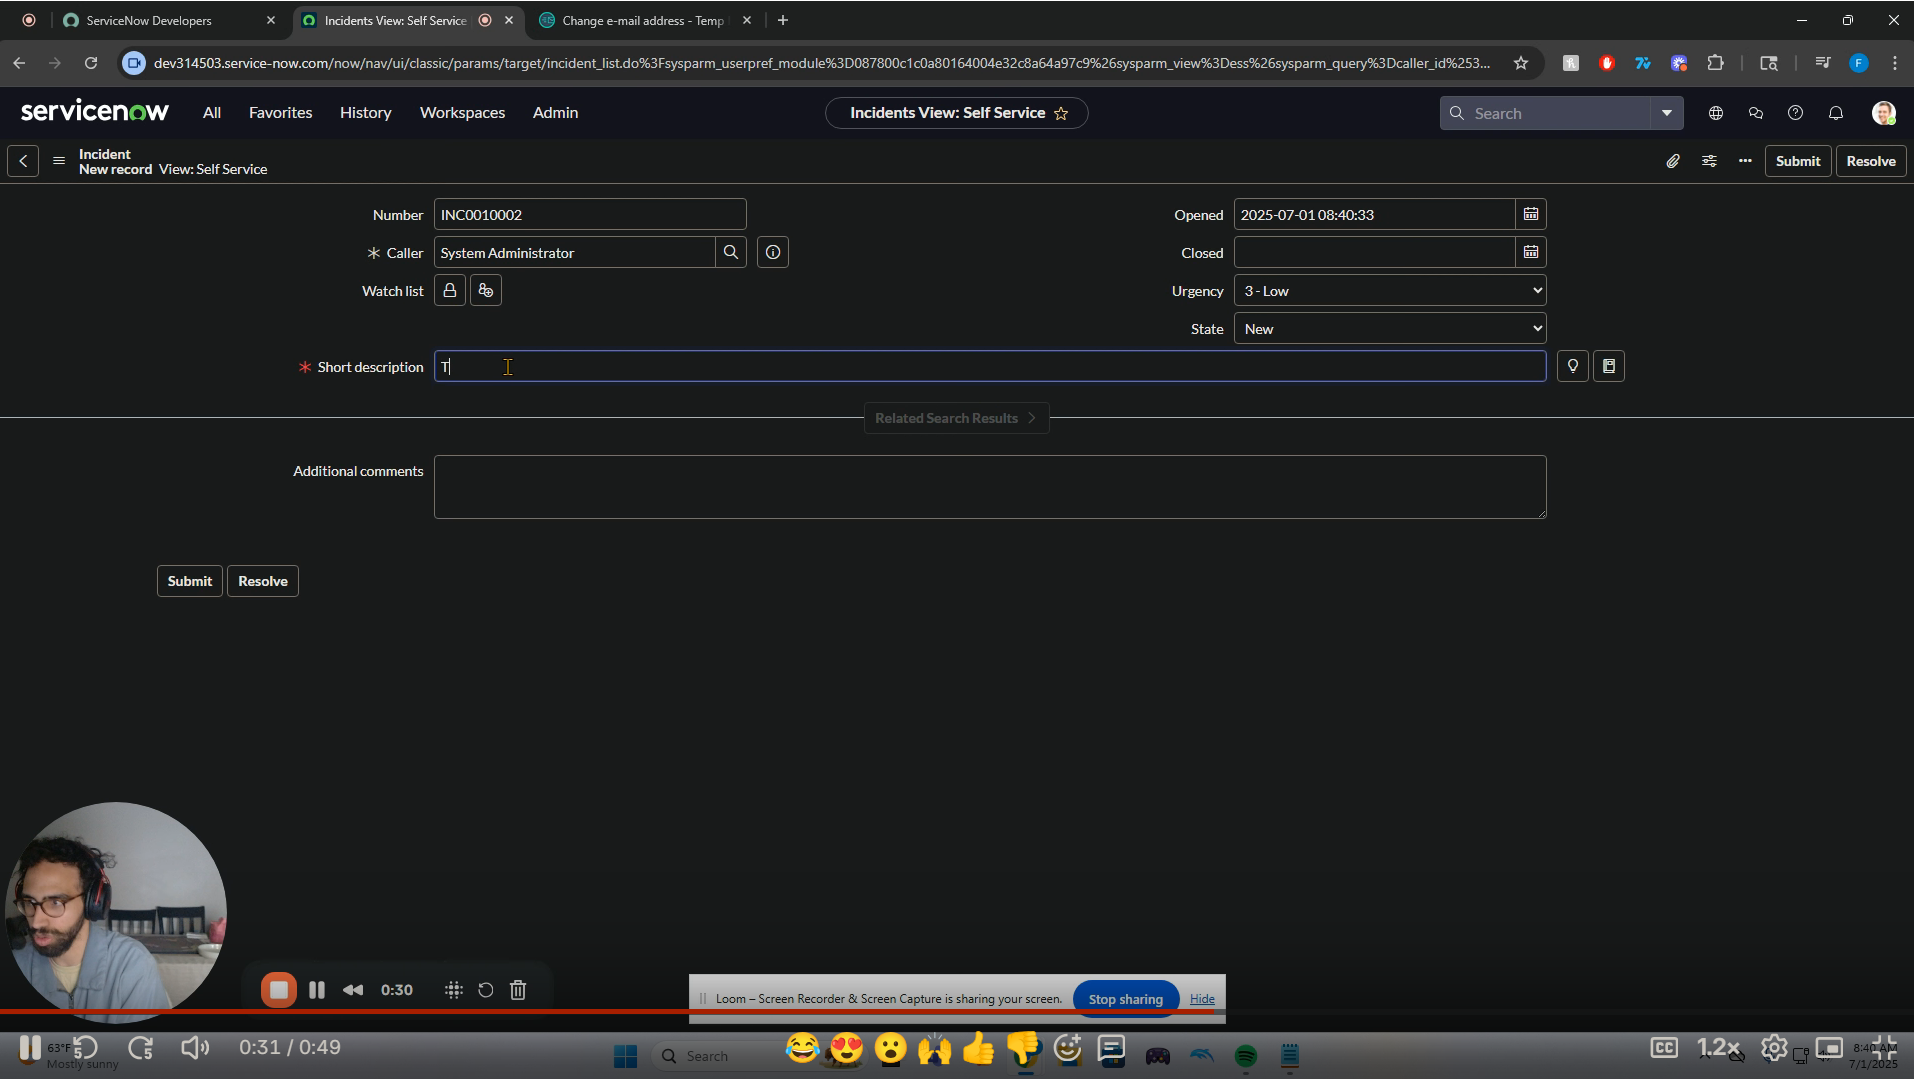 ServiceNow Developers
Incidents View: Self Service
Change e-mail address - Temp
dev314503.service-now.com/now/nav/ui/classic/params/target/incident_list.do%3Fsysparm_userpref_module%3D087800c1c0a80164004e32c8a64a97c9%26sysparm_view%3Dess%26sysparm_query%3Dcaller_id%253...
F
servicenow
All
Favorites
History
Workspaces
Admin
Incidents View: Self Service
Search
Incident
New record View: Self Service
Submit
Resolve
Number
INC0010002
Opened
2025-07-01 08:40:33
Caller
System Administrator
Closed
Watch list
Urgency
3 - Low
State
New
Short description
T
Related Search Results
Additional comments
Submit
Resolve
0:30
Loom – Screen Recorder & Screen Capture is sharing your screen.
Stop sharing
Hide
63°F
Mostly sunny
5
5
0:31 / 0:49
Search
CC
1.2x
8:40 AM
7/1/2025